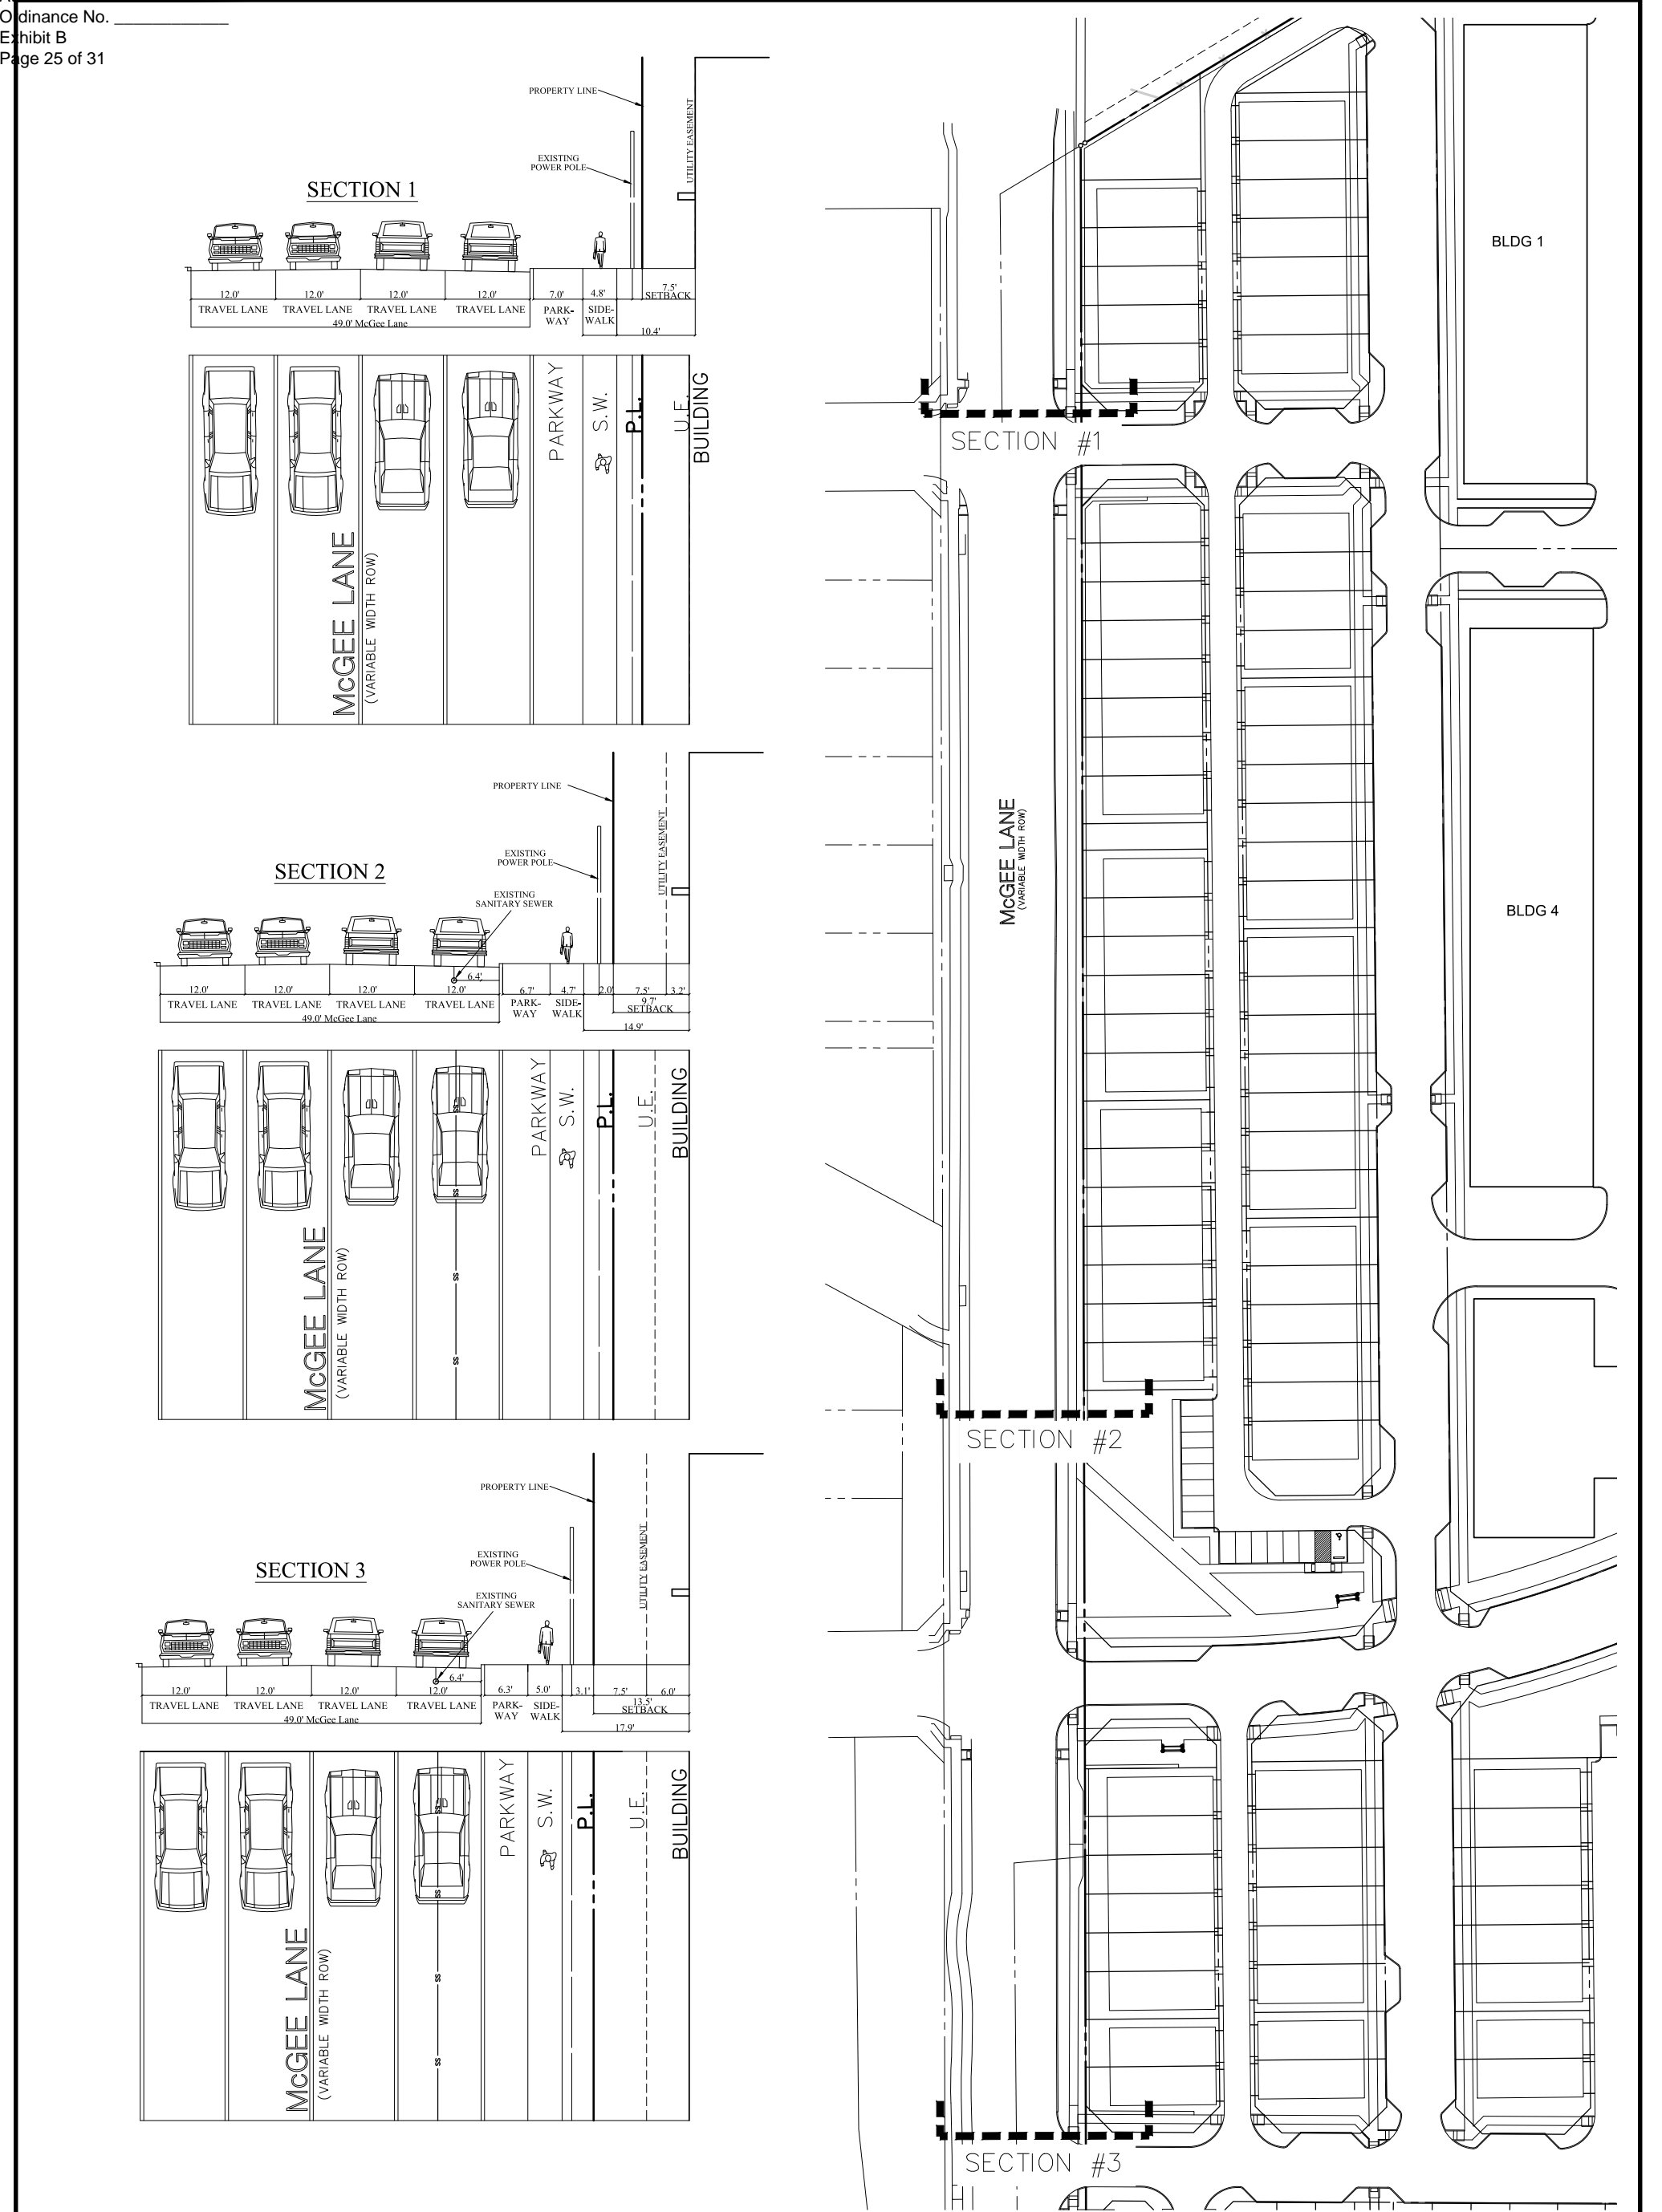 Ordinance No. ____________
Exhibit B
Page 25 of 31
PROPERTY LINE
UTILITY EASEMENT
EXISTING
POWER POLE
SECTION 1
12.0' 12.0' 12.0' 12.0' 7.0' 4.8' 7.5'
SETBACK
TRAVEL LANE TRAVEL LANE TRAVEL LANE TRAVEL LANE PARK- SIDE-
WAY WALK
49.0' McGee Lane
10.4'
PARKWAY
S.W.
P.L.
U.E.
BUILDING
McGEE LANE
(VARIABLE WIDTH ROW)
PROPERTY LINE
UTILITY EASEMENT
EXISTING
POWER POLE
SECTION 2
EXISTING
SANITARY SEWER
6.4'
12.0' 12.0' 12.0' 12.0' 6.7' 4.7' 2.0' 7.5' 3.2'
TRAVEL LANE TRAVEL LANE TRAVEL LANE TRAVEL LANE PARK- SIDE- 9.7'
WAY WALK SETBACK
49.0' McGee Lane
14.9'
PARKWAY
S.W.
P.L.
U.E.
BUILDING
SS
SS
SS
SS
McGEE LANE
(VARIABLE WIDTH ROW)
PROPERTY LINE
UTILITY EASEMENT
EXISTING
POWER POLE
SECTION 3
EXISTING
SANITARY SEWER
6.4'
12.0' 12.0' 12.0' 12.0' 6.3' 5.0' 3.1' 7.5' 6.0'
TRAVEL LANE TRAVEL LANE TRAVEL LANE TRAVEL LANE PARK- SIDE- 13.5'
WAY WALK SETBACK
49.0' McGee Lane
17.9'
PARKWAY
S.W.
P.L.
U.E.
BUILDING
SS
SS
SS
SS
McGEE LANE
(VARIABLE WIDTH ROW)
BLDG 1
SECTION #1
McGEE LANE
(VARIABLE WIDTH ROW)
BLDG 4
SECTION #2
SECTION #3